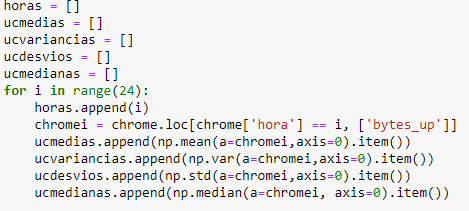 horas = []
ucmedias = []
ucvariancias = []
ucdesvios = []
ucmedianas = []
for i in range(24):
    horas.append(i)
    chromei = chrome.loc[chrome['hora'] == i, ['bytes_up']]
    ucmedias.append(np.mean(a=chromei,axis=0).item())
    ucvariancias.append(np.var(a=chromei,axis=0).item())
    ucdesvios.append(np.std(a=chromei,axis=0).item())
    ucmedianas.append(np.median(a=chromei, axis=0).item())